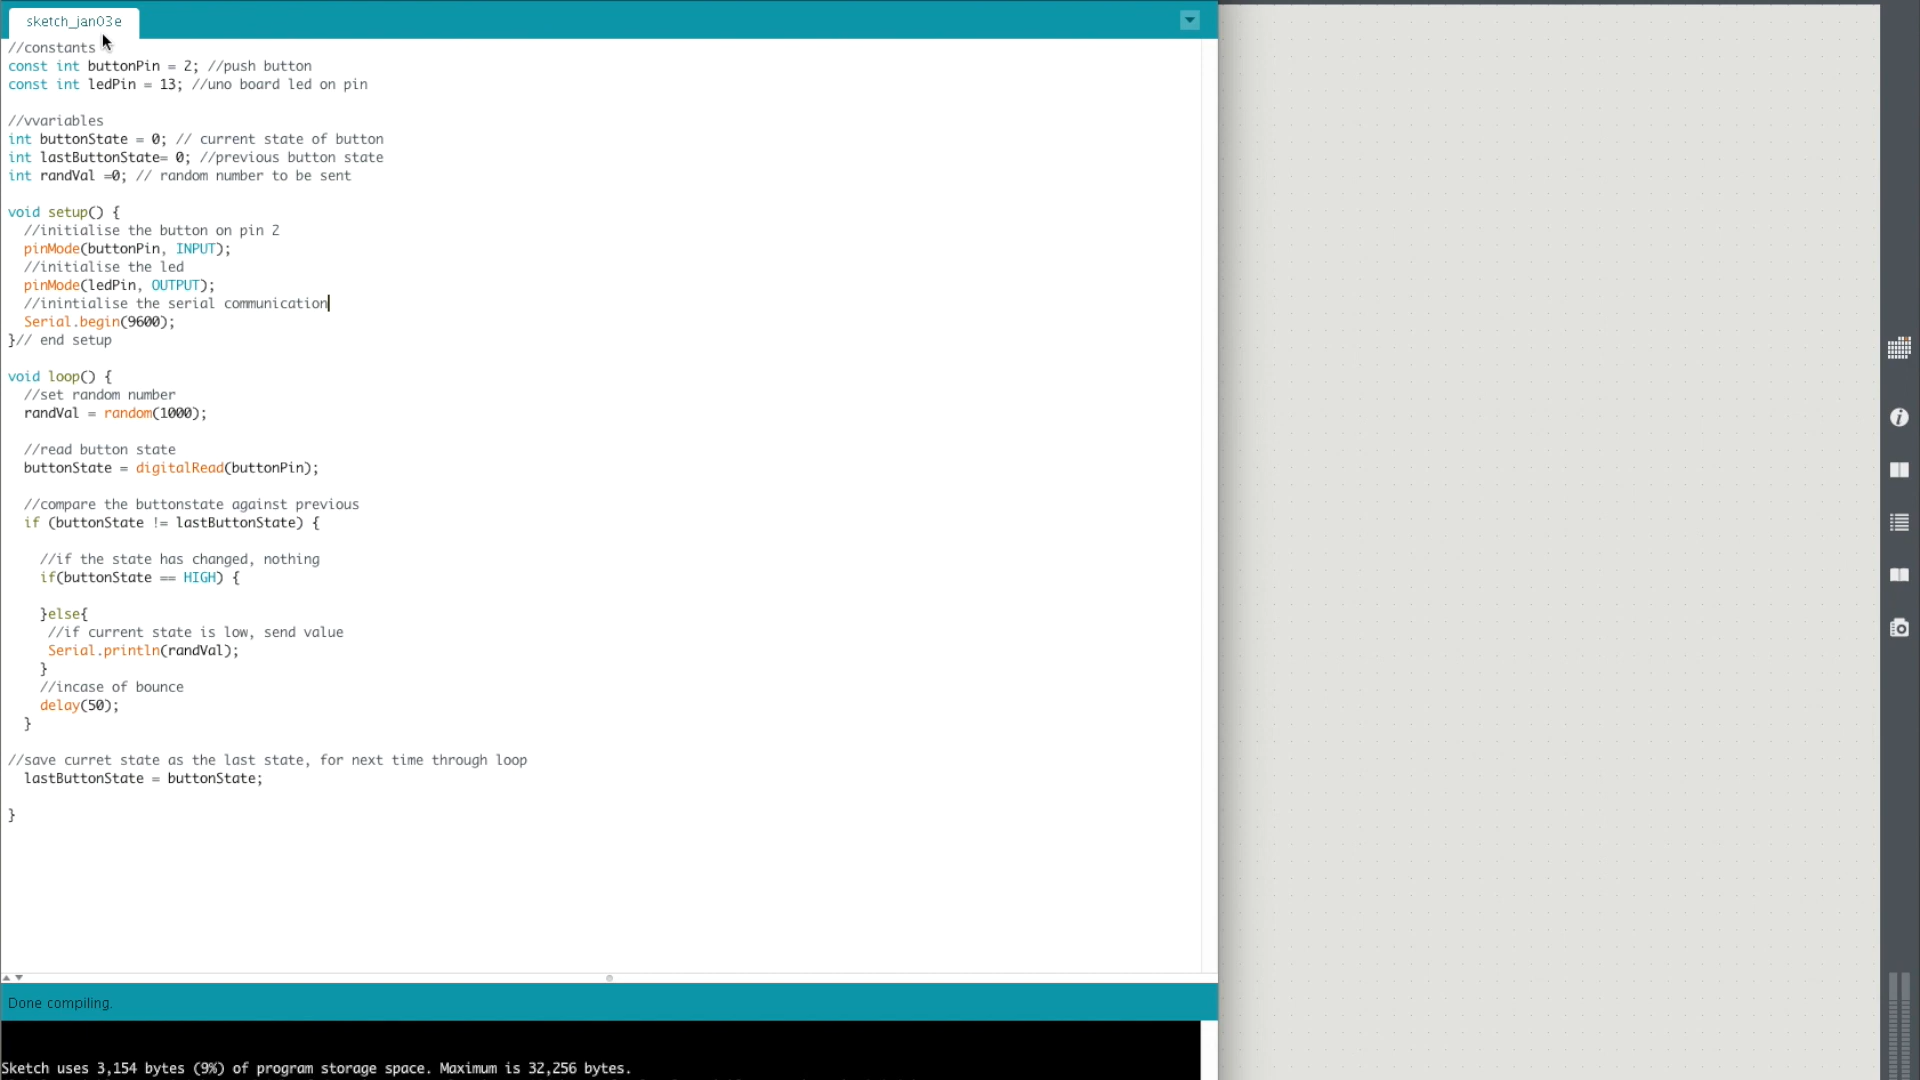 sketch_jan03e
//constants
const int buttonPin = 2; //push button
const int ledPin = 13; //uno board led on pin
//vvariables
int buttonState = 0; // current state of button
int lastButtonState= 0; //previous button state
int randVal =0; // random number to be sent
void setup() {
//initialise the button on pin 2
pinMode(buttonPin, INPUT);
//initialise the led
pinMode(ledPin, OUTPUT);
//inintialise the serial communication
Serial.begin(9600);
}// end setup
void loop() {
//set random number
randVal = random(1000);
//read button state
buttonState = digitalRead(buttonPin);
//compare the buttonstate against previous
if (buttonState != lastButtonState) {
//if the state has changed, nothing
if(buttonState == HIGH) {
}else{
//if current state is low, send value
Serial.println(randVal);
}
//incase of bounce
delay(50);
}
//save curret state as the last state, for next time through loop
lastButtonState = buttonState;
}
Done compiling.
Sketch uses 3,154 bytes (9%) of program storage space. Maximum is 32,256 bytes.